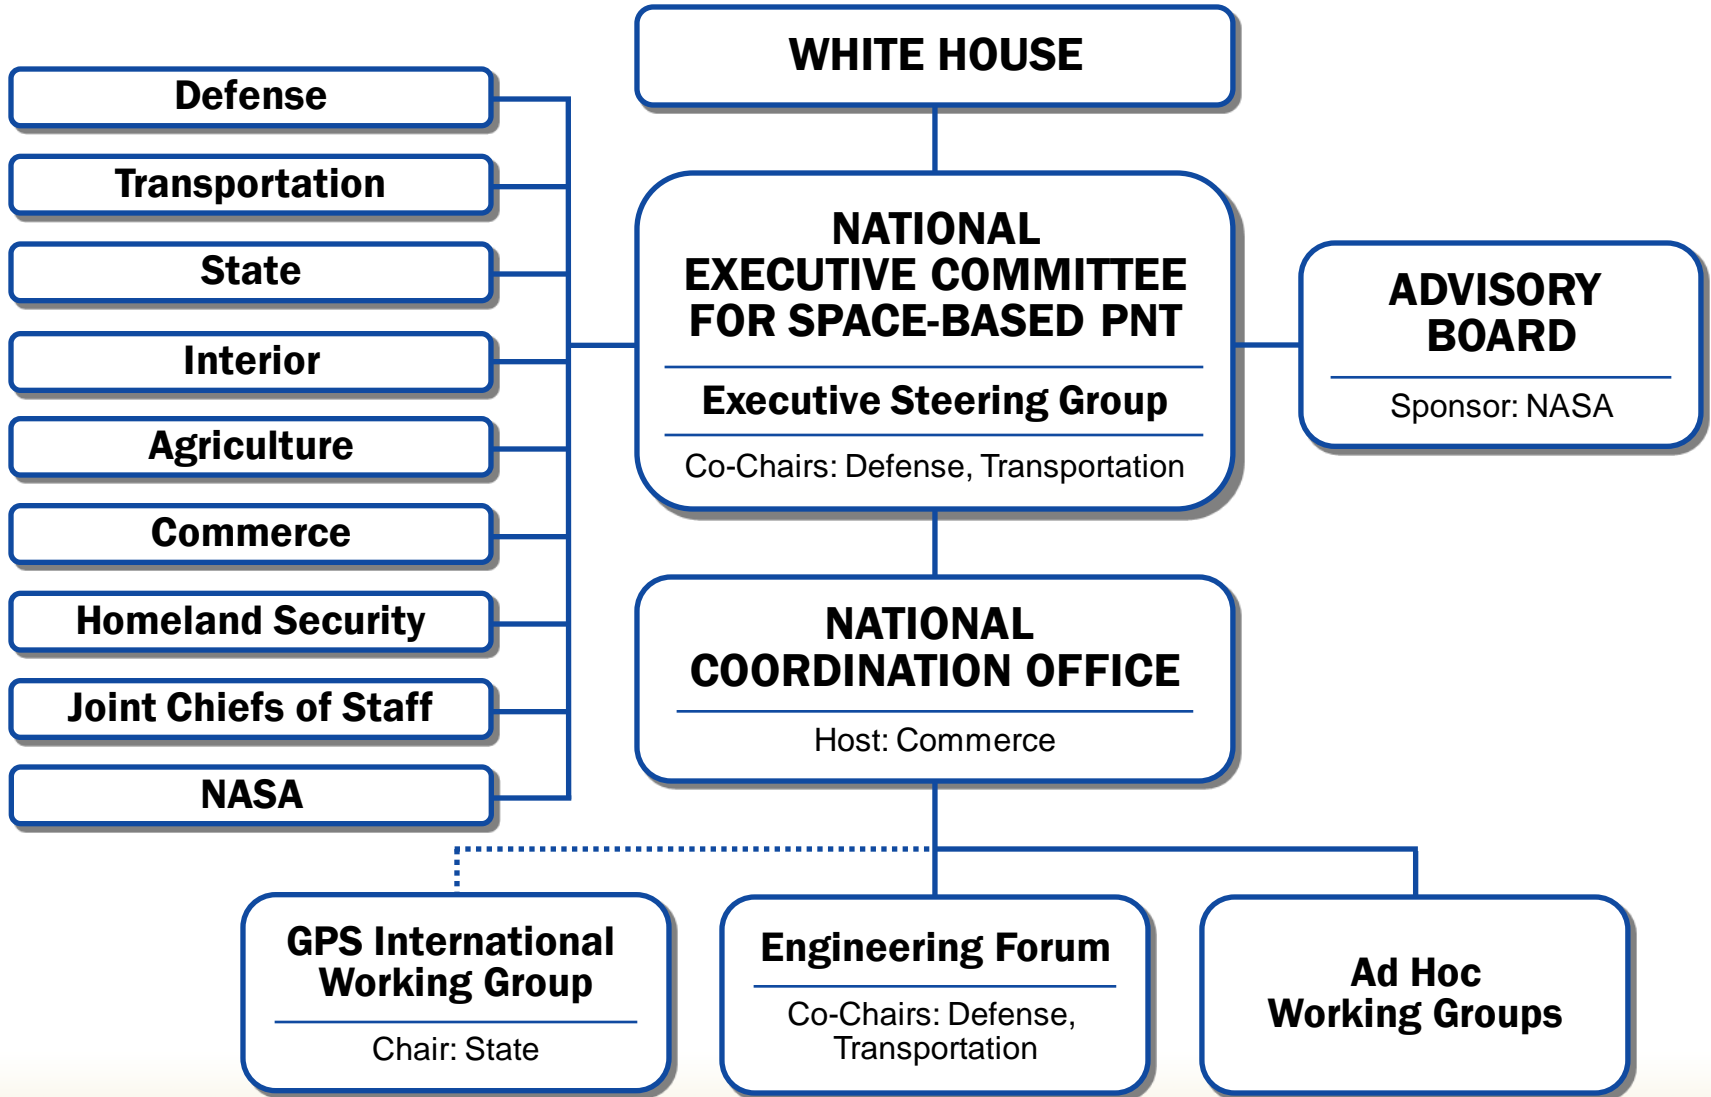 WHITE HOUSE
Defense
Transportation
State
Interior
Agriculture
Commerce
Homeland Security
Joint Chiefs of Staff
NASA
NATIONAL
EXECUTIVE COMMITTEE
FOR SPACE-BASED PNT
Executive Steering Group
Co-Chairs: Defense, Transportation
ADVISORY
BOARD
Sponsor: NASA
NATIONAL
COORDINATION OFFICE
Host: Commerce
GPS International
Working Group
Chair: State
Engineering Forum
Co-Chairs: Defense,
Transportation
Ad Hoc
Working Groups